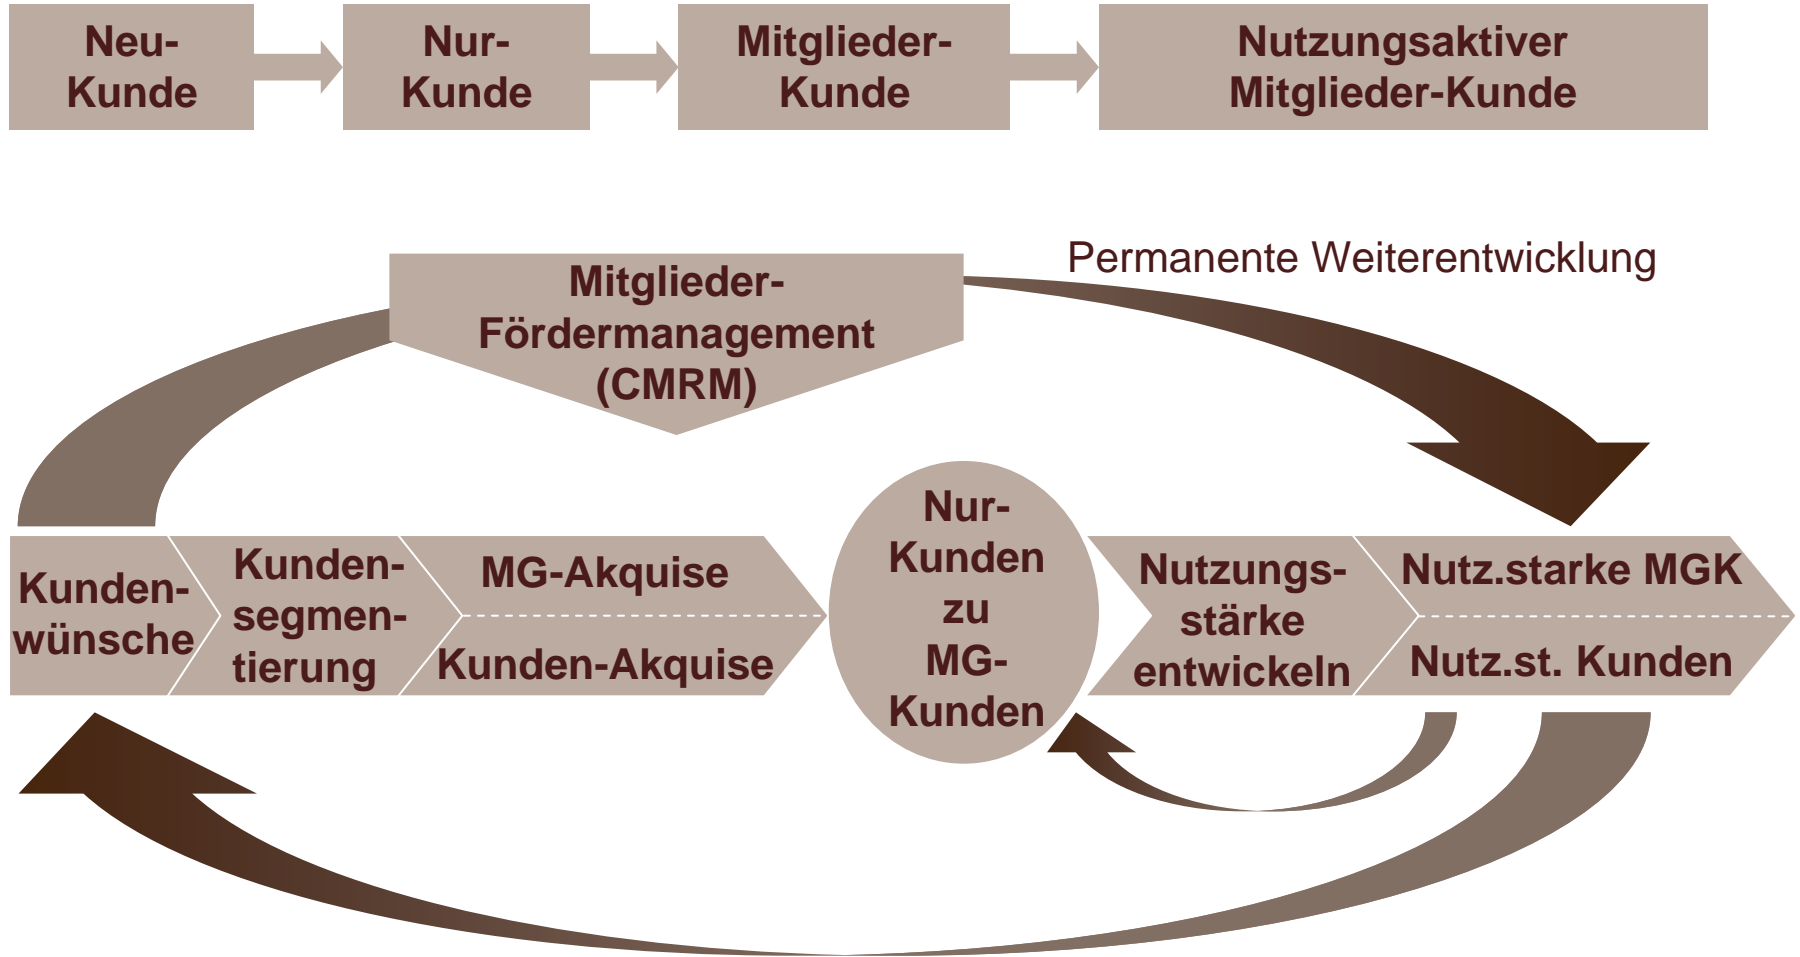 Neu-
Kunde
Nur-
Kunde
Mitglieder-
Kunde
Nutzungsaktiver
Mitglieder-Kunde
Permanente Weiterentwicklung
Mitglieder-
Fördermanagement
(CMRM)
Kunden-
wünsche
Kunden-
segmen-
tierung
MG-Akquise
Kunden-Akquise
Nur-
Kunden
zu
MG-
Kunden
Nutzungs-
stärke
entwickeln
Nutz.starke MGK
Nutz.st. Kunden